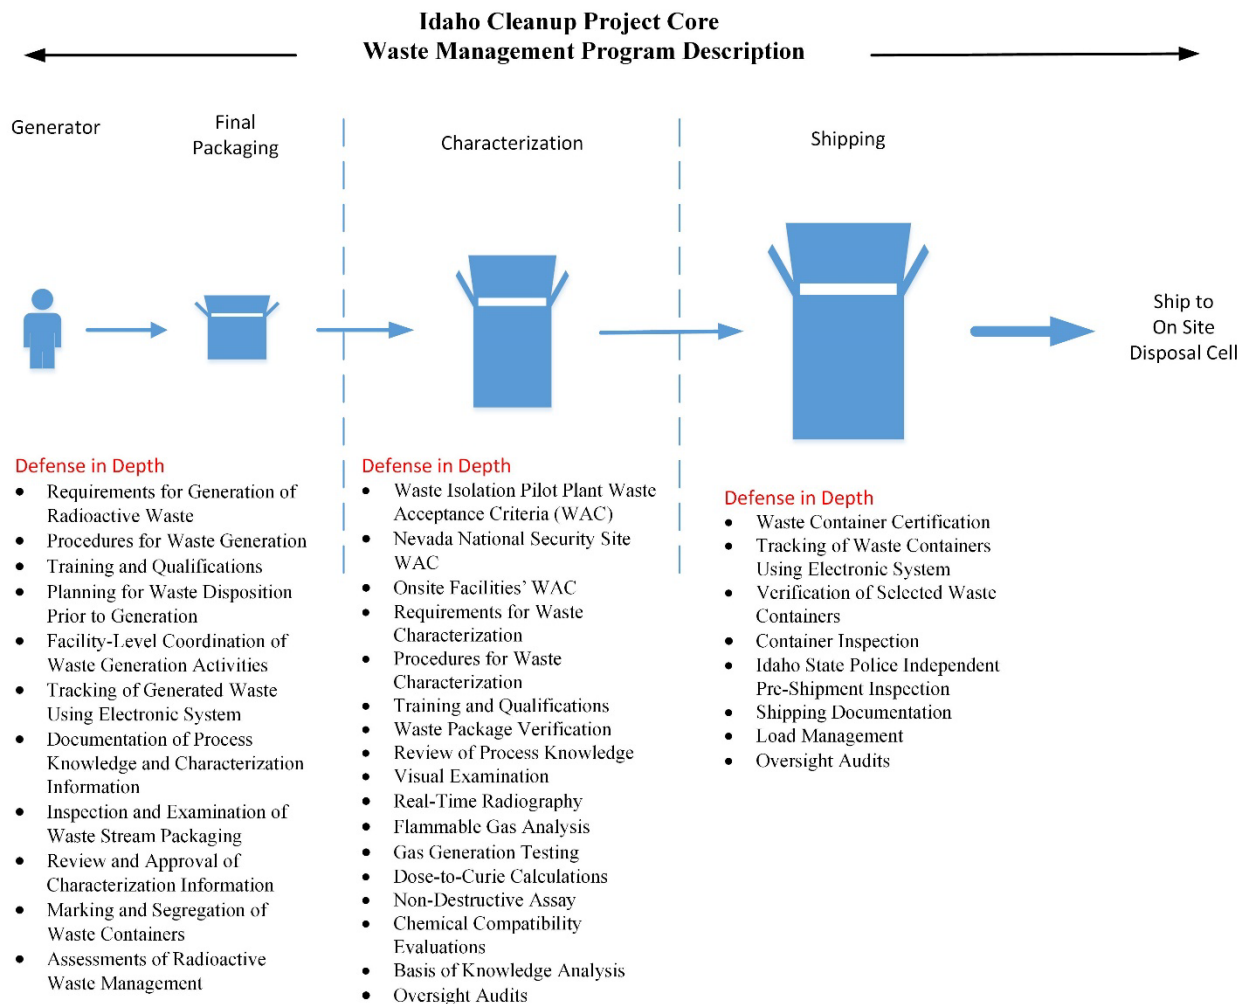 Idaho Cleanup Project Core
Waste Management Program Description
Generator
Final
Packaging
Characterization
Shipping
Ship to
On Site
Disposal Cell
Defense in Depth
• Requirements for Generation of
Radioactive Waste
• Procedures for Waste Generation
• Training and Qualifications
• Planning for Waste Disposition
Prior to Generation
• Facility-Level Coordination of
Waste Generation Activities
• Tracking of Generated Waste
Using Electronic System
• Documentation of Process
Knowledge and Characterization
Information
• Inspection and Examination of
Waste Stream Packaging
• Review and Approval of
Characterization Information
• Marking and Segregation of
Waste Containers
• Assessments of Radioactive
Waste Management
Defense in Depth
• Waste Isolation Pilot Plant Waste
Acceptance Criteria (WAC)
• Nevada National Security Site
WAC
• Onsite Facilities’ WAC
• Requirements for Waste
Characterization
• Procedures for Waste
Characterization
• Training and Qualifications
• Waste Package Verification
• Review of Process Knowledge
• Visual Examination
• Real-Time Radiography
• Flammable Gas Analysis
• Gas Generation Testing
• Dose-to-Curie Calculations
• Non-Destructive Assay
• Chemical Compatibility
Evaluations
• Basis of Knowledge Analysis
• Oversight Audits
Defense in Depth
• Waste Container Certification
• Tracking of Waste Containers
Using Electronic System
• Verification of Selected Waste
Containers
• Container Inspection
• Idaho State Police Independent
Pre-Shipment Inspection
• Shipping Documentation
• Load Management
• Oversight Audits